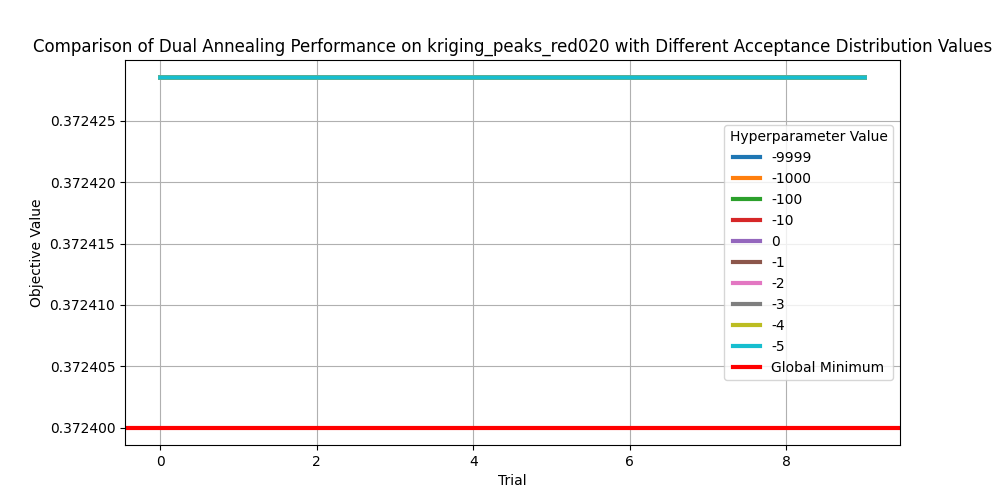 Comparison of Dual Annealing Performance on kriging_peaks_red020 with Different Acceptance Distribution Values
0.372425
0.372420
0.372415
0.372410
0.372405
0.372400
Objective Value
Hyperparameter Value
-9999
-1000
-100
-10
0
-1
-2
-3
-4
-5
Global Minimum
0 2 4 6 8
Trial